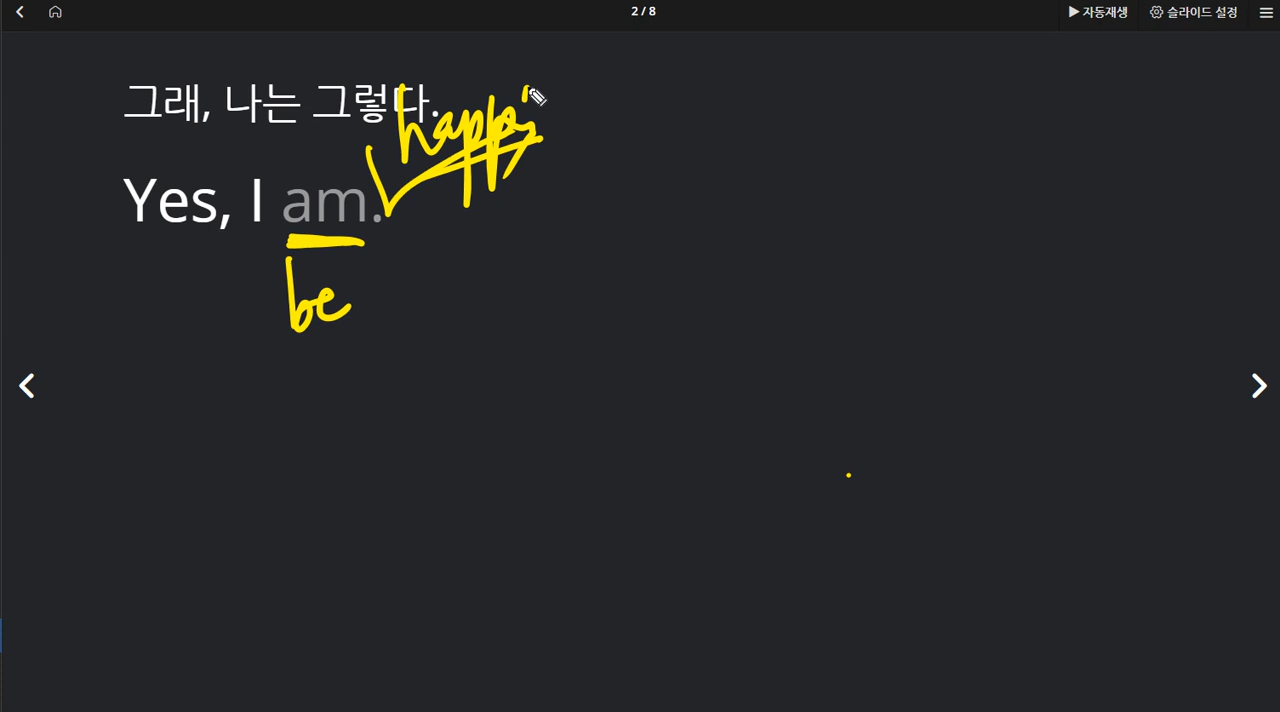 2 / 8
자동재생
슬라이드 설정
그래, 나는 그렇다.
happy
Yes, I am.
be